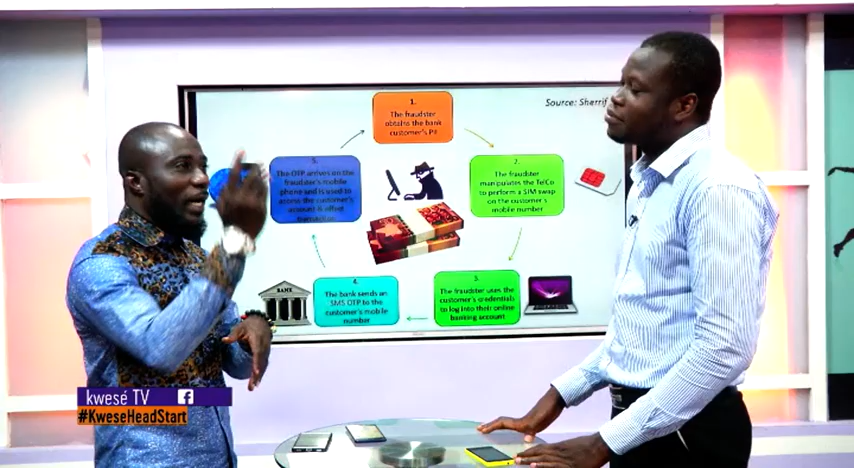 1.
The fraudster
obtains the bank
customer's PII
Source: Sherrif
2.
The fraudster
manipulates the TelCo
to perform a SIM swap
on the customer's
mobile number
3.
The fraudster uses the
customer's credentials
to log into their online
banking account
4.
The bank sends an
SMS OTP to the
customer's mobile
number
5.
The OTP arrives on the
fraudster's mobile
phone and is used to
access the customer's
account & effect
transaction
BANK
kwesé TV
#KweseHeadStart